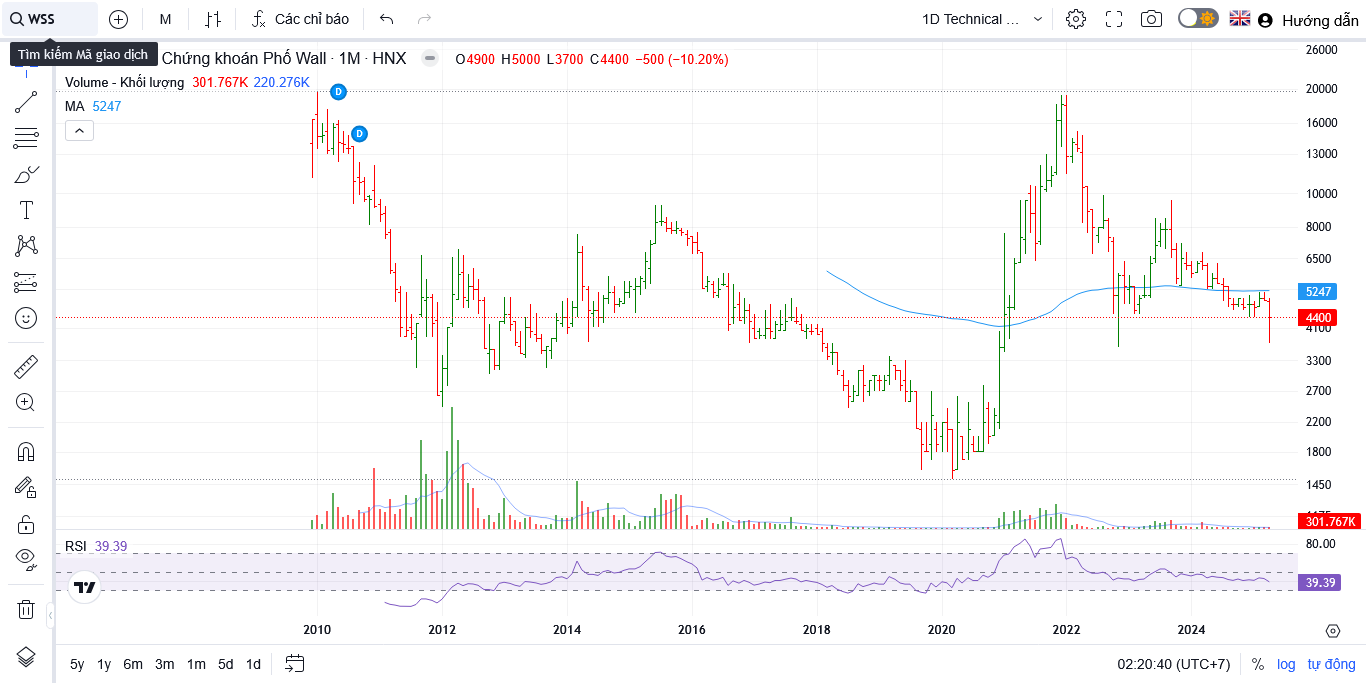 WSS M Các chỉ báo 1D Technical ... Hướng dẫn
Tìm kiếm Mã giao dịch
Chứng khoán Phố Wall · 1M · HNX O4900 H5000 L3700 C4400 −500 (−10.20%)
Volume - Khối lượng 301.767K 220.276K
MA 5247
D
D
26000
20000
16000
13000
10000
8000
6500
5247
4400
4100
3300
2700
2200
1800
1450
301.767K
RSI 39.39
80.00
39.39
2010 2012 2014 2016 2018 2020 2022 2024
5y 1y 6m 3m 1m 5d 1d 02:20:40 (UTC+7) % log tự động